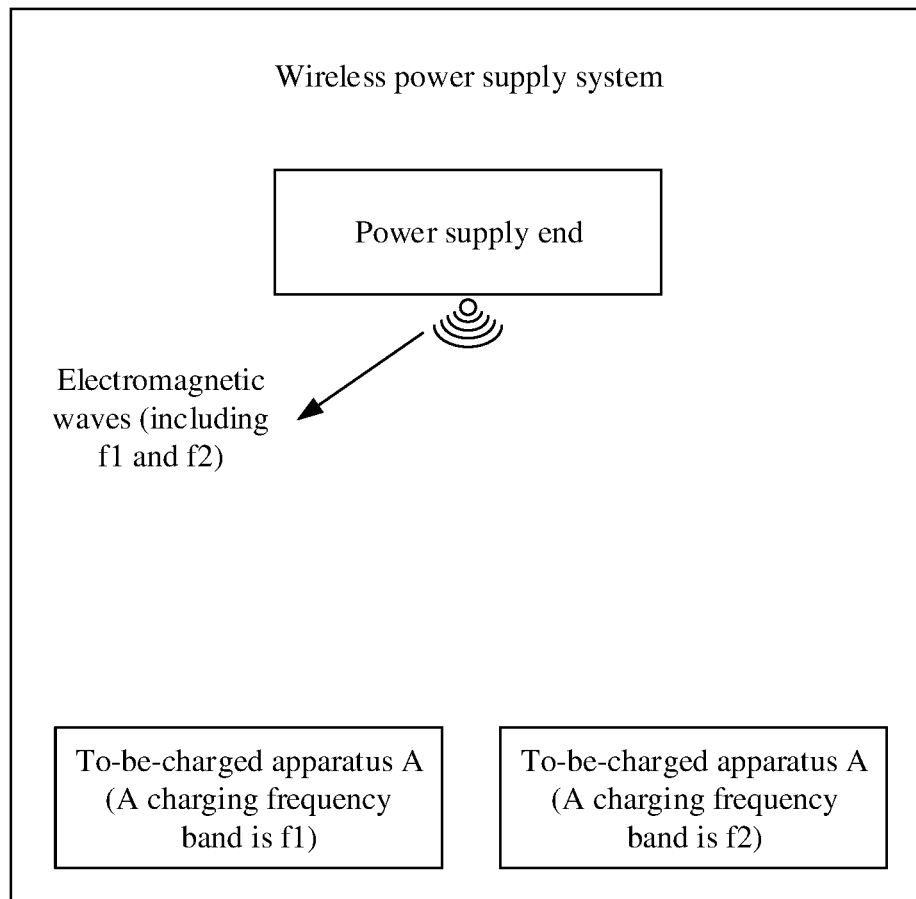 Wireless power supply system
Power supply end
Electromagnetic
waves (including
f1 and f2)
To-be-charged apparatus A
(A charging frequency
band is f1)
To-be-charged apparatus A
(A charging frequency
band is f2)